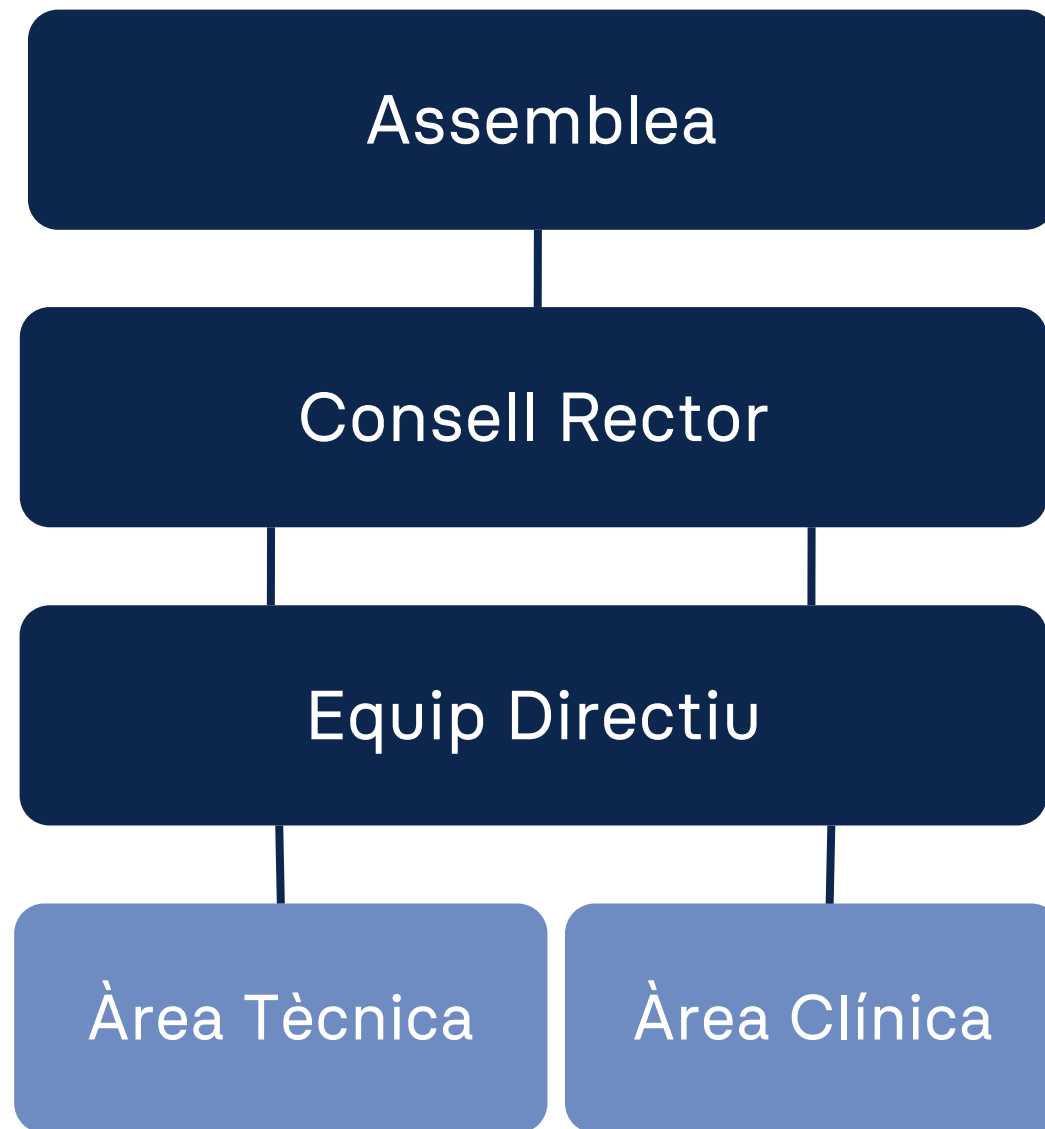 Assemblea
Consell Rector
Equip Directiu
Àrea Tècnica
Àrea Clínica